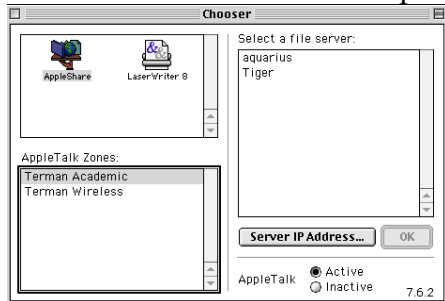 Chooser
AppleShare
LaserWriter 8
AppleTalk Zones:
Terman Academic
Terman Wireless
Select a file server:
aquarius
Tiger
Server IP Address...
OK
AppleTalk
Active
Inactive
7.6.2